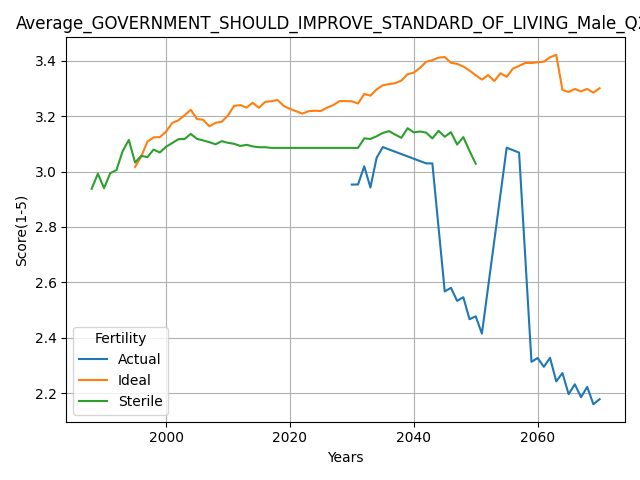 Average_GOVERNMENT_SHOULD_IMPROVE_STANDARD_OF_LIVING_Male_Q
Score(1-5)
3.4
3.2
3.0
2.8
2.6
2.4
2.2
Fertility
Actual
Ideal
Sterile
2000 2020 2040 2060
Years